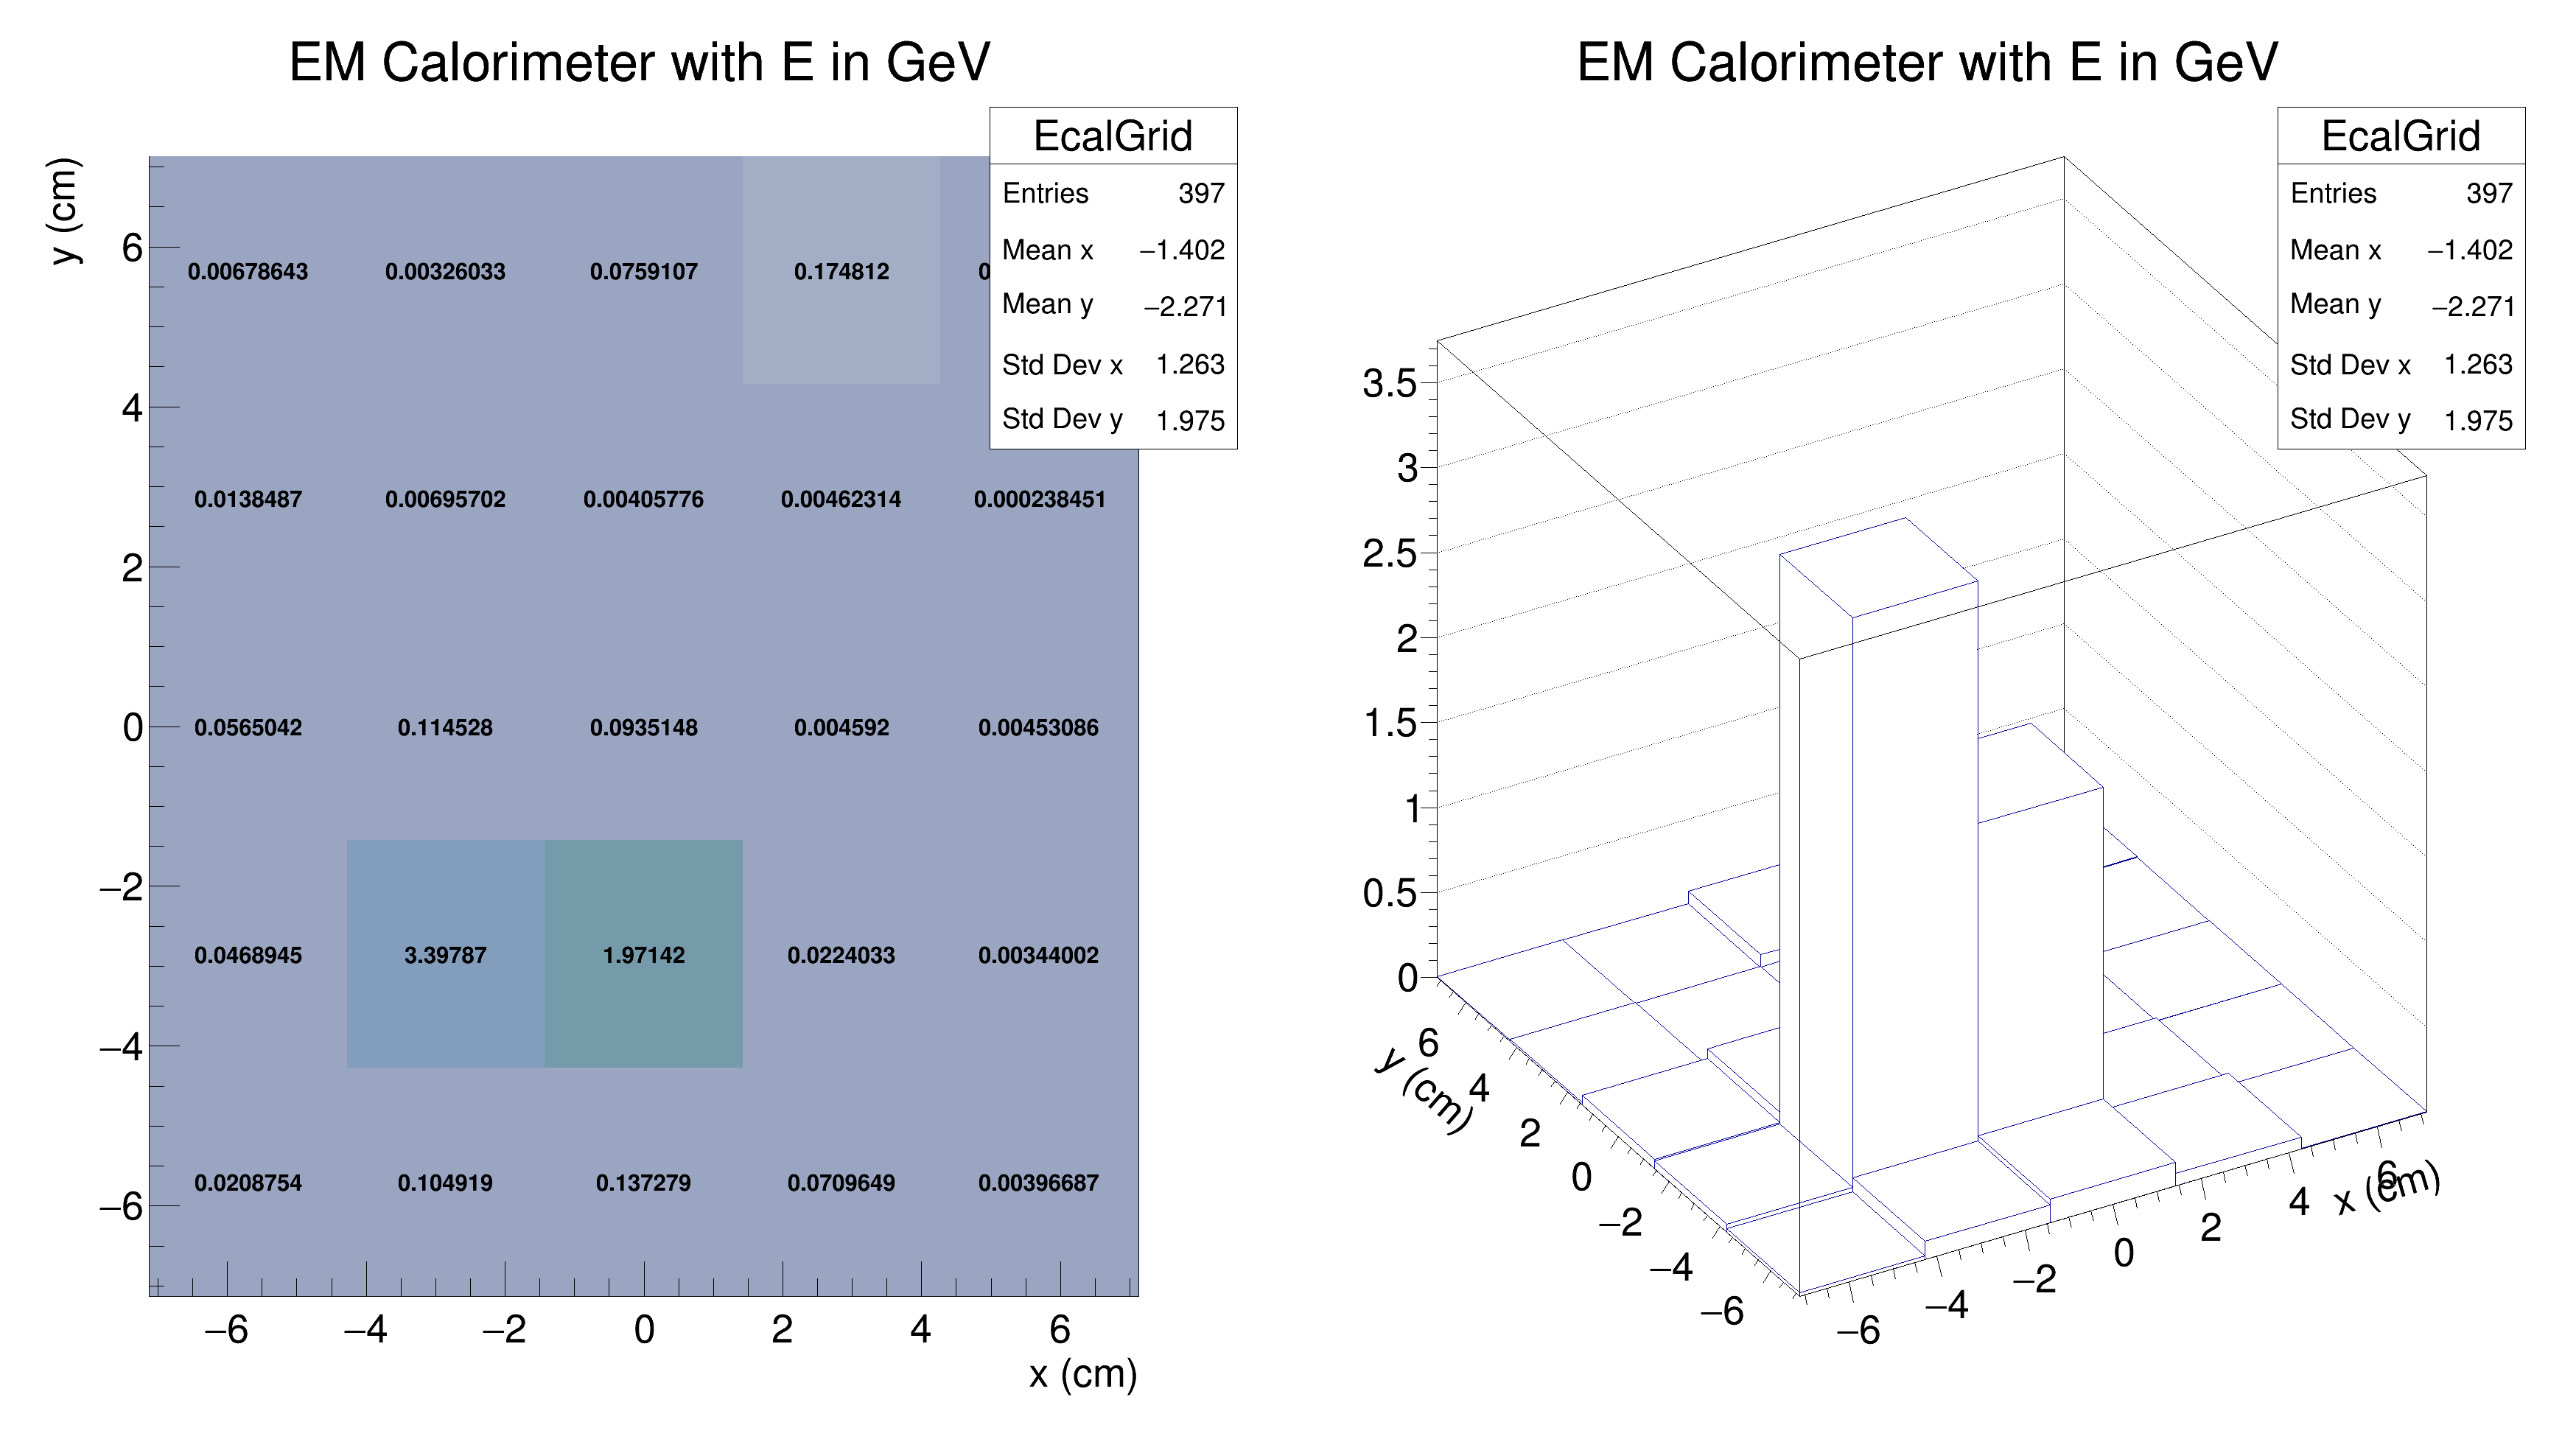 EM Calorimeter with E in GeV
EcalGrid
Entries 397
Mean x −1.402
Mean y −2.271
Std Dev x 1.263
Std Dev y 1.975
y (cm)
6
4
2
0
−2
−4
−6
0.00678643 0.00326033 0.0759107 0.174812
0.0138487 0.00695702 0.00405776 0.00462314 0.000238451
0.0565042 0.114528 0.0935148 0.004592 0.00453086
0.0468945 3.39787 1.97142 0.0224033 0.00344002
0.0208754 0.104919 0.137279 0.0709649 0.00396687
−6 −4 −2 0 2 4 6
x (cm)
EM Calorimeter with E in GeV
EcalGrid
Entries 397
Mean x −1.402
Mean y −2.271
Std Dev x 1.263
Std Dev y 1.975
3.5
3
2.5
2
1.5
1
0.5
0
y (cm)
6
4
2
0
−2
−4
−6
−6 −4 −2 0 2 4 6
x (cm)